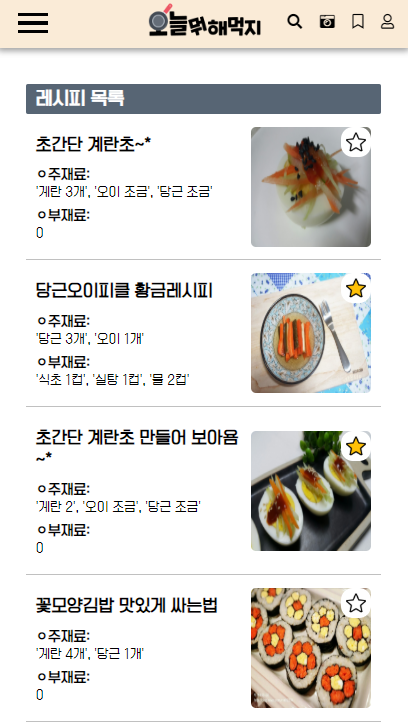 오늘뭐해먹지
레시피 목록
초간단 계란초~*
주재료:
'계란 3개', '오이 조금', '당근 조금'
부재료:
0
당근오이피클 황금레시피
주재료:
'당근 3개', '오이 1개'
부재료:
'식초 1컵', '설탕 1컵', '물 2컵'
초간단 계란초 만들어 보아욤
~*
주재료:
'계란 2', '오이 조금', '당근 조금'
부재료:
0
꽃모양김밥 맛있게 싸는법
주재료:
'계란 4개', '당근 1개'
부재료:
0